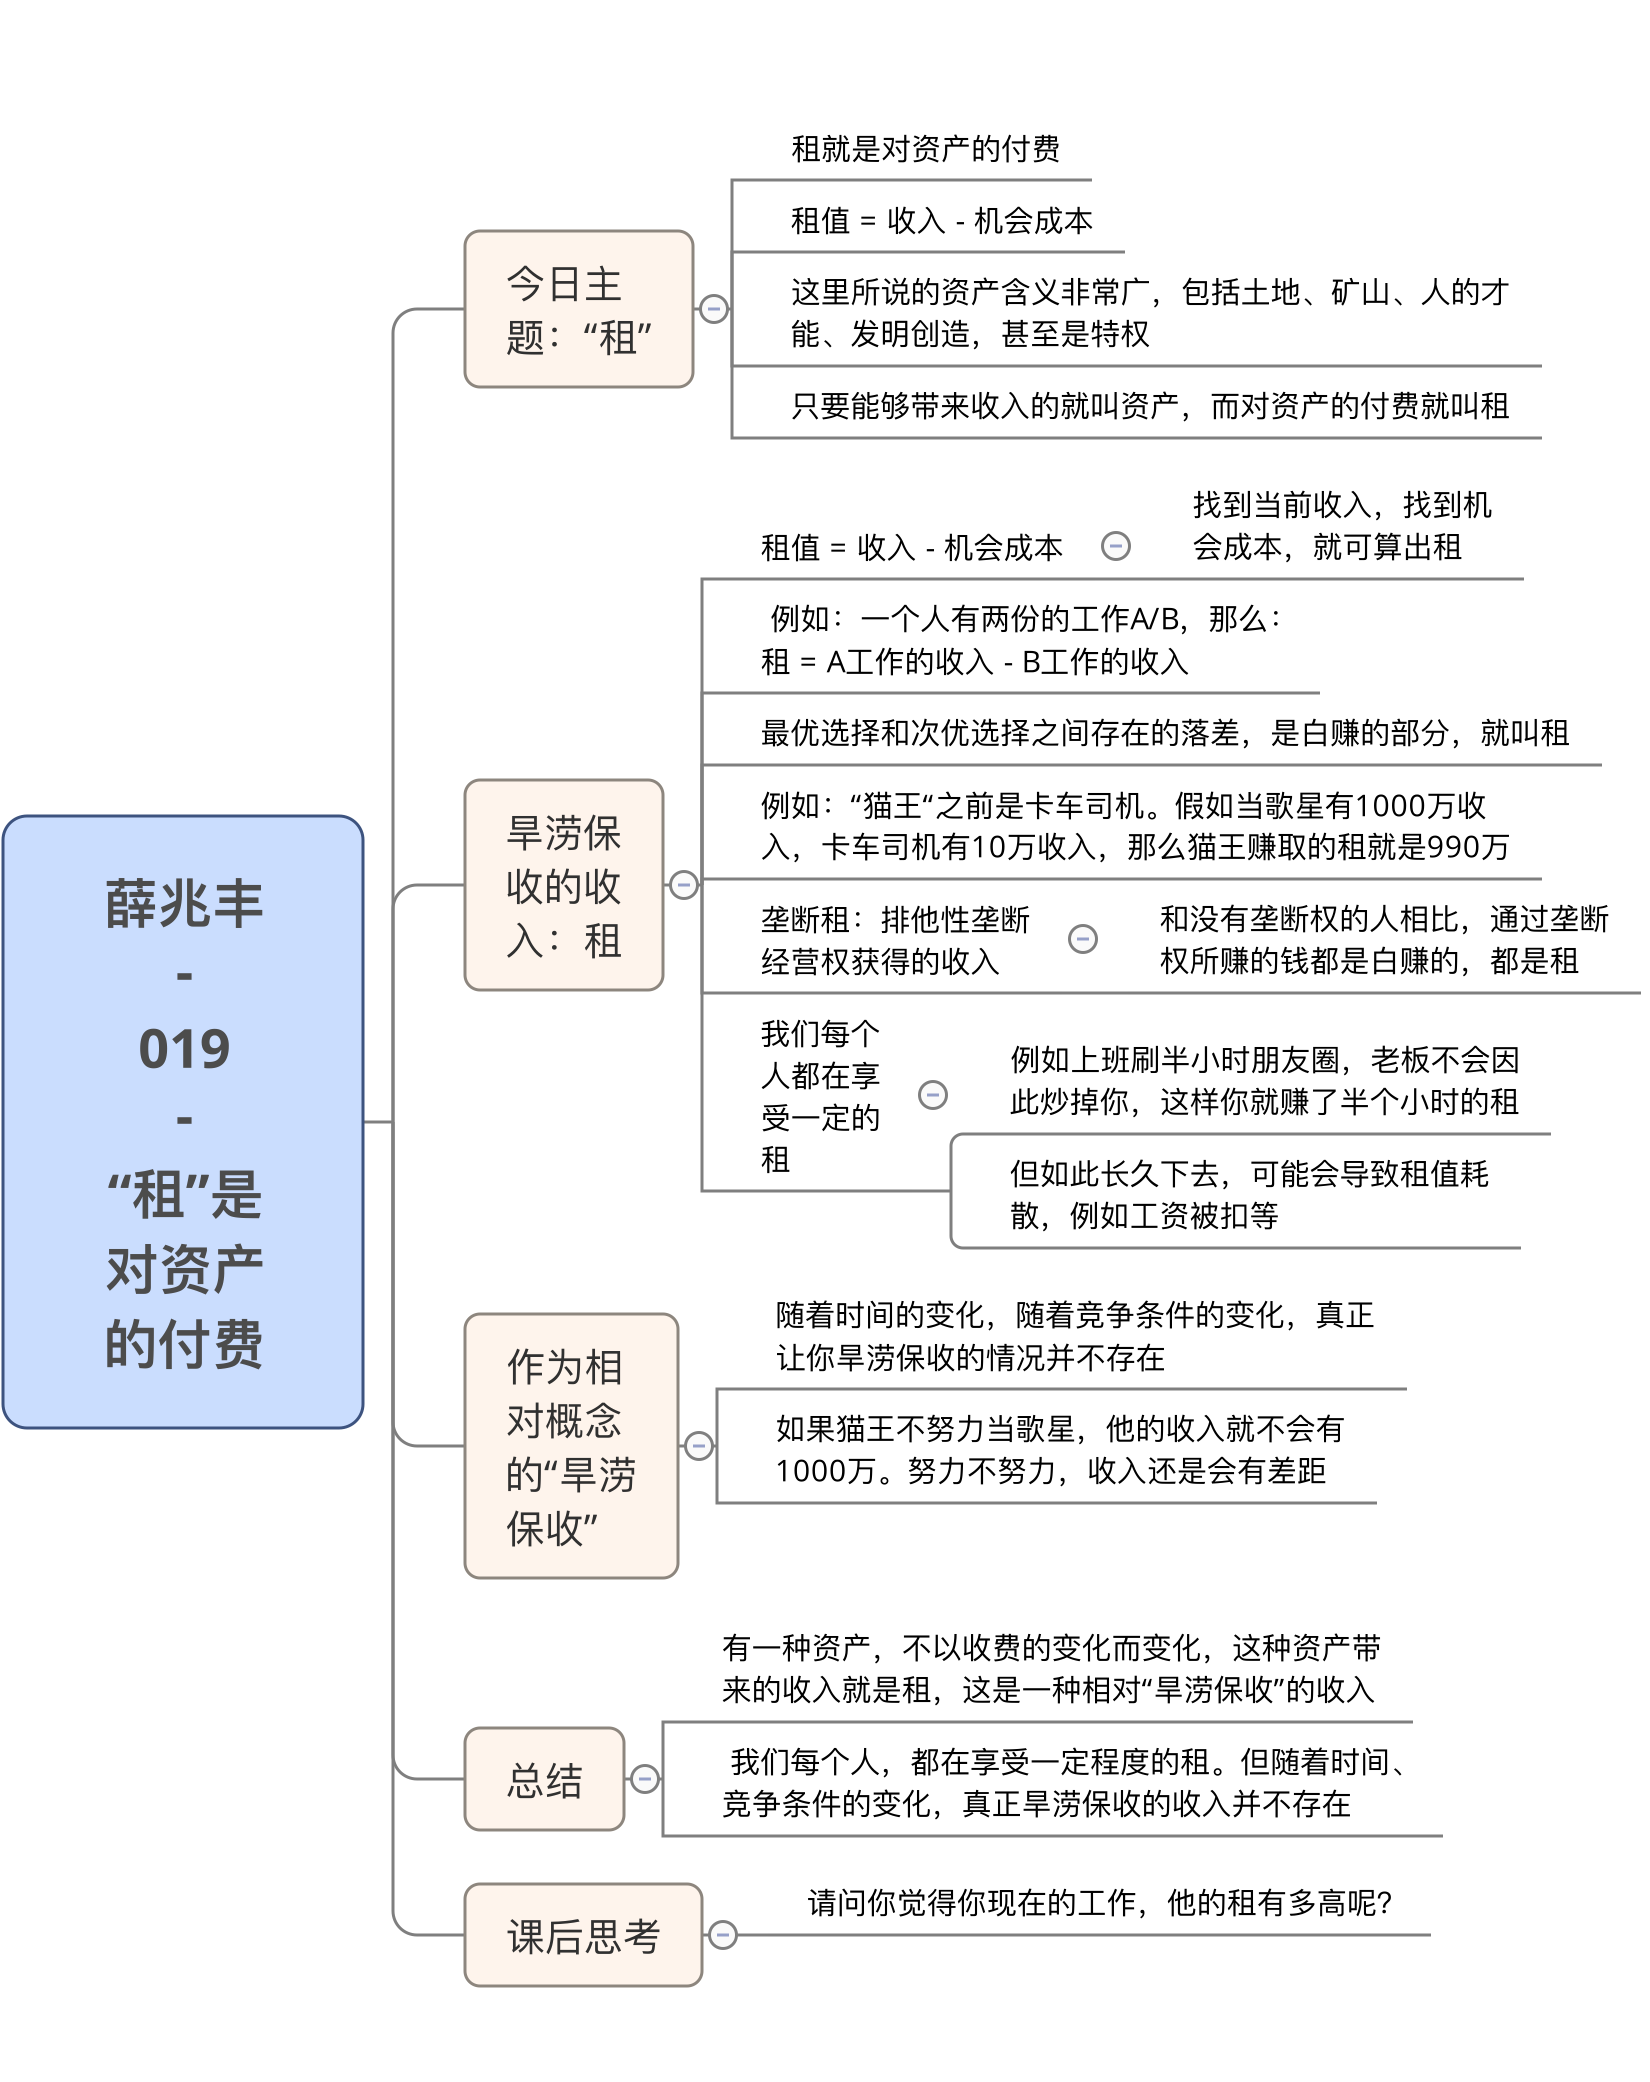 薛兆丰
-
019
-
“租”是
对资产
的付费
今日主
题：“租”
租就是对资产的付费
租值 = 收入 - 机会成本
这里所说的资产含义非常广，包括土地、矿山、人的才
能、发明创造，甚至是特权
只要能够带来收入的就叫资产，而对资产的付费就叫租
旱涝保
收的收
入：租
租值 = 收入 - 机会成本
找到当前收入，找到机
会成本，就可算出租
例如：一个人有两份的工作A/B，那么：
租 = A工作的收入 - B工作的收入
最优选择和次优选择之间存在的落差，是白赚的部分，就叫租
例如：“猫王“之前是卡车司机。假如当歌星有1000万收
入，卡车司机有10万收入，那么猫王赚取的租就是990万
垄断租：排他性垄断
经营权获得的收入
和没有垄断权的人相比，通过垄断
权所赚的钱都是白赚的，都是租
我们每个
人都在享
受一定的
租
例如上班刷半小时朋友圈，老板不会因
此炒掉你，这样你就赚了半个小时的租
但如此长久下去，可能会导致租值耗
散，例如工资被扣等
作为相
对概念
的“旱涝
保收”
随着时间的变化，随着竞争条件的变化，真正
让你旱涝保收的情况并不存在
如果猫王不努力当歌星，他的收入就不会有
1000万。努力不努力，收入还是会有差距
总结
有一种资产，不以收费的变化而变化，这种资产带
来的收入就是租，这是一种相对“旱涝保收”的收入
我们每个人，都在享受一定程度的租。但随着时间、
竞争条件的变化，真正旱涝保收的收入并不存在
课后思考
请问你觉得你现在的工作，他的租有多高呢？